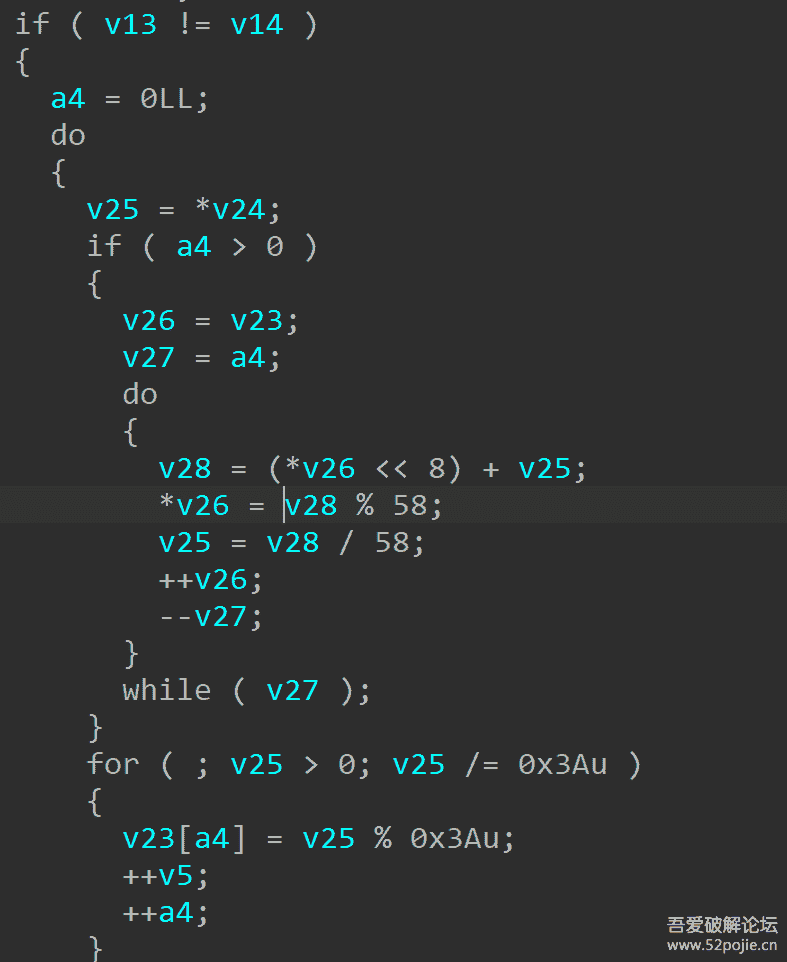 if ( v13 != v14 )
{
a4 = 0LL;
do
{
v25 = *v24;
if ( a4 > 0 )
{
v26 = v23;
v27 = a4;
do
{
v28 = (*v26 << 8) + v25;
*v26 = v28 % 58;
v25 = v28 / 58;
++v26;
--v27;
}
while ( v27 );
}
for ( ; v25 > 0; v25 /= 0x3Au )
{
v23[a4] = v25 % 0x3Au;
++v5;
++a4;
}
吾爱破解论坛
www.52pojie.cn